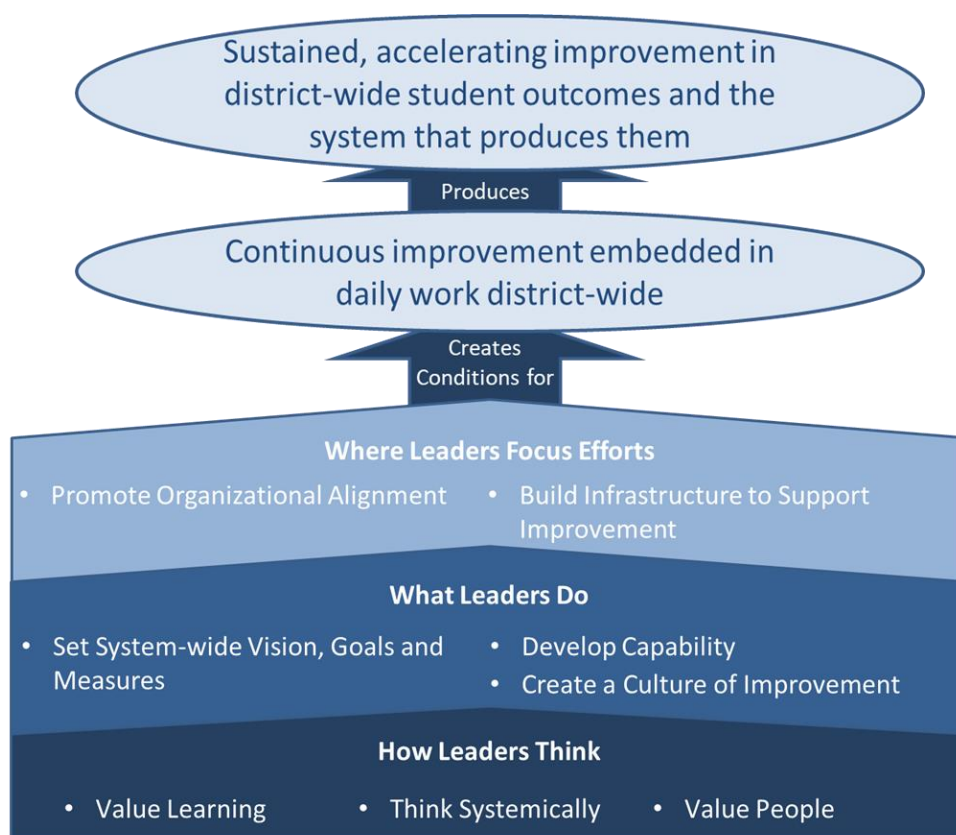 Sustained, accelerating improvement in
district-wide student outcomes and the
system that produces them
Produces
Continuous improvement embedded in
daily work district-wide
Creates
Conditions for
Where Leaders Focus Efforts
• Promote Organizational Alignment
• Build Infrastructure to Support
Improvement
What Leaders Do
• Set System-wide Vision, Goals and
Measures
• Develop Capability
• Create a Culture of Improvement
How Leaders Think
• Value Learning
• Think Systemically
• Value People